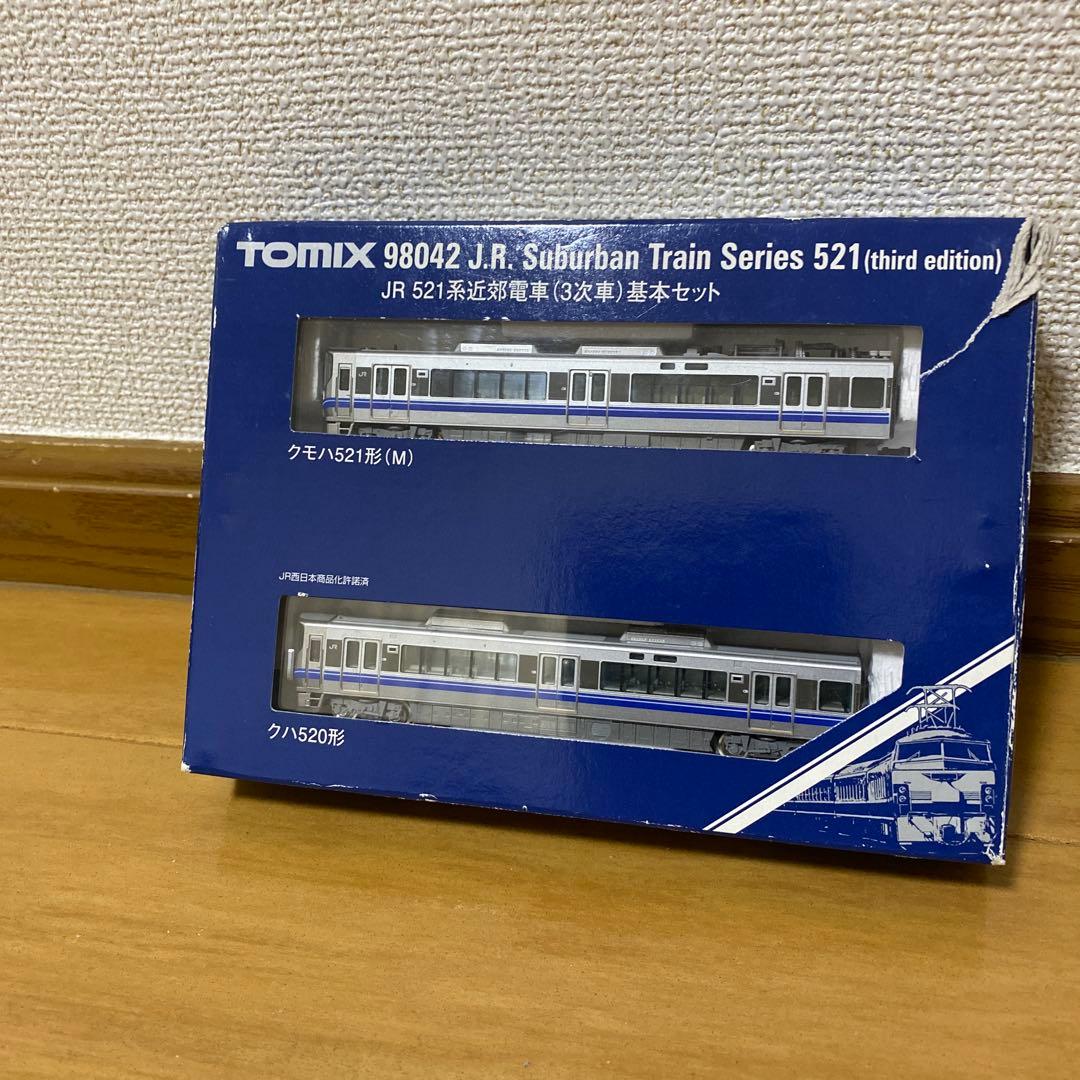 TOMIX 98042 J.R. Suburban Train Series 521 (third edition)
JR 521系近郊電車(3次車)基本セット
JR
クモハ521形(M)
JR西日本商品化許諾済
JR
クハ520形